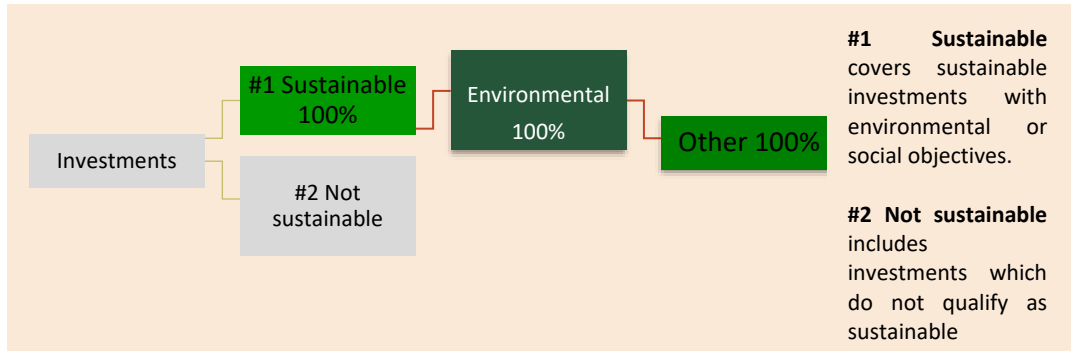 Investments
#1 Sustainable
100%
#2 Not
sustainable
Environmental
100%
Other 100%
#1 Sustainable
covers sustainable
investments with
environmental or
social objectives.
#2 Not sustainable
includes
investments which
do not qualify as
sustainable